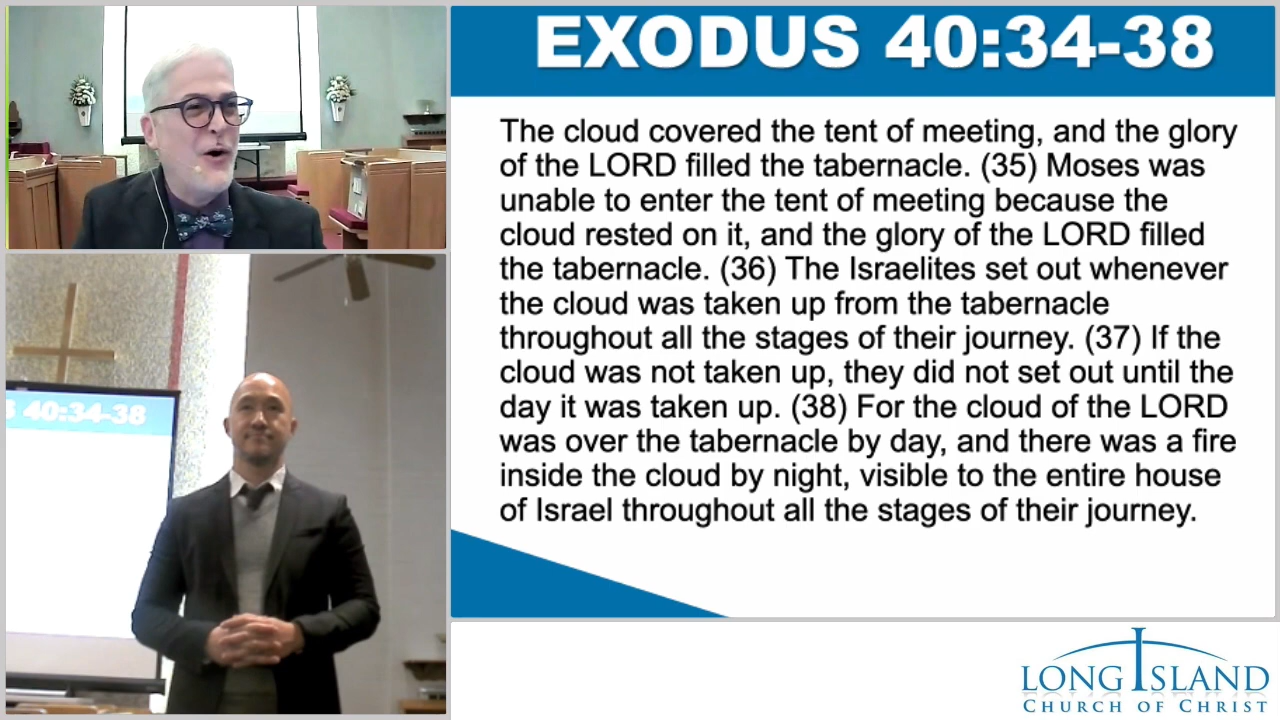 EXODUS 40:34-38
The cloud covered the tent of meeting, and the glory
of the LORD filled the tabernacle. (35) Moses was
unable to enter the tent of meeting because the
cloud rested on it, and the glory of the LORD filled
the tabernacle. (36) The Israelites set out whenever
the cloud was taken up from the tabernacle
throughout all the stages of their journey. (37) If the
cloud was not taken up, they did not set out until the
day it was taken up. (38) For the cloud of the LORD
was over the tabernacle by day, and there was a fire
inside the cloud by night, visible to the entire house
of Israel throughout all the stages of their journey.
S 40:34-38
LONG ISLAND
CHURCH OF CHRIST